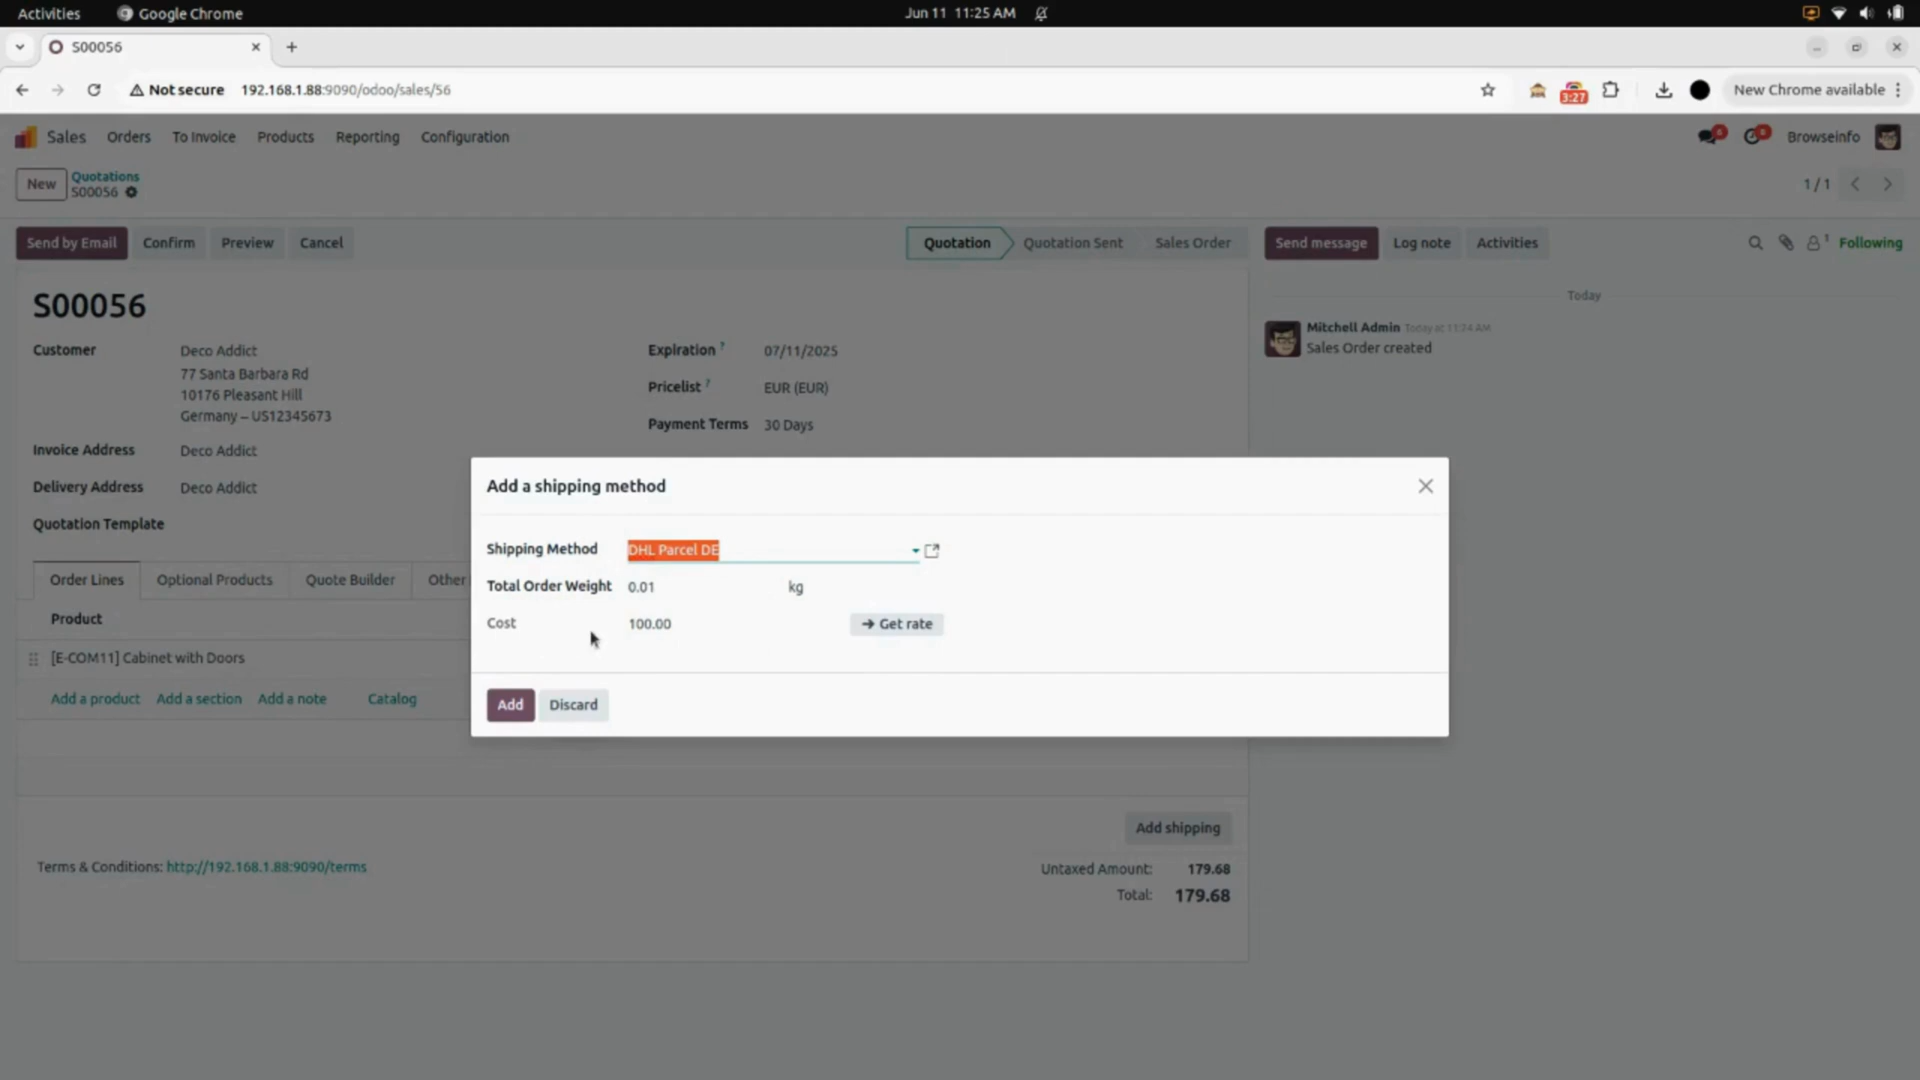 Activities Google Chrome Jun 11 11:25 AM
S00056
Not secure 192.168.1.88:9090/odoo/sales/56 3:27 New Chrome available
Sales Orders To Invoice Products Reporting Configuration Browseinfo
New Quotations 1 / 1
S00056
Send by Email Confirm Preview Cancel Quotation Quotation Sent Sales Order Send message Log note Activities 1 Following
S00056
Today
Customer Deco Addict Expiration ? 07/11/2025
Mitchell Admin Today at 11:24 AM
Sales Order created
77 Santa Barbara Rd
10176 Pleasant Hill Pricelist ? EUR (EUR)
Germany – US12345673 Payment Terms 30 Days
Invoice Address Deco Addict
Delivery Address Deco Addict
Quotation Template
Add a shipping method
Shipping Method DHL Parcel DE
Total Order Weight 0.01 kg
Cost 100.00 Get rate
Add Discard
Order Lines Optional Products Quote Builder Other
Product
[E-COM11] Cabinet with Doors
Add a product Add a section Add a note Catalog
Add shipping
Terms & Conditions: http://192.168.1.88:9090/terms Untaxed Amount: 179.68
Total: 179.68